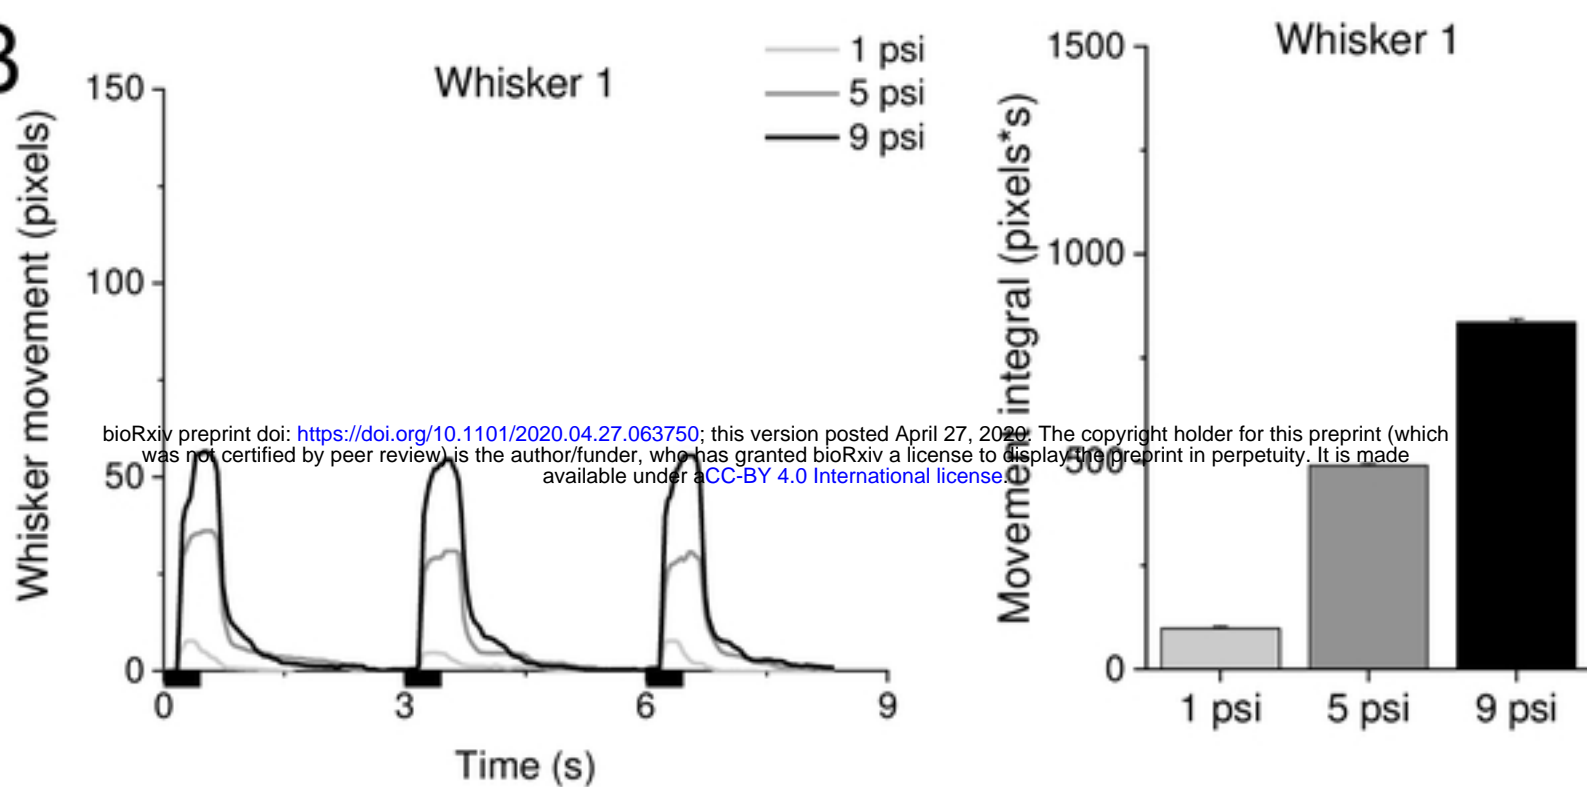 B
Whisker 1
1 psi
5 psi
9 psi
150
100
50
0
Whisker movement (pixels)
0 3 6 9
Time (s)
Whisker 1
1500
1000
500
0
Movement integral (pixels*s)
1 psi 5 psi 9 psi
bioRxiv preprint doi: https://doi.org/10.1101/2020.04.27.063750; this version posted April 27, 2020. The copyright holder for this preprint (which
was not certified by peer review) is the author/funder, who has granted bioRxiv a license to display the preprint in perpetuity. It is made
available under aCC-BY 4.0 International license.